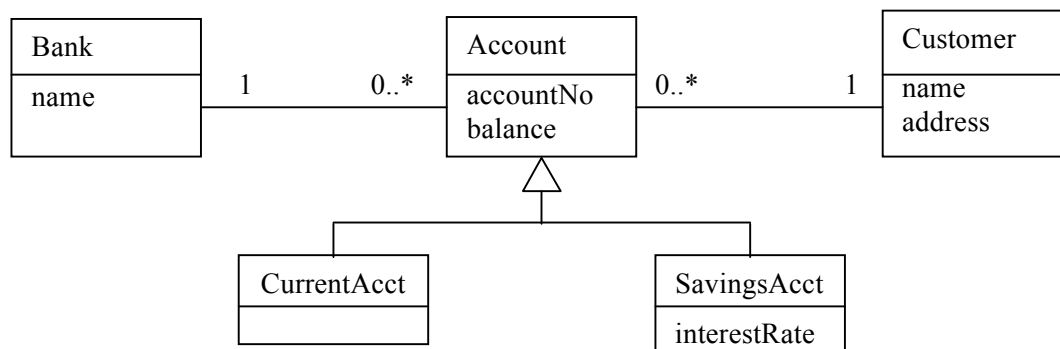 Bank
name
1
0..*
Account
accountNo
balance
0..*
1
Customer
name
address
CurrentAcct
SavingsAcct
interestRate